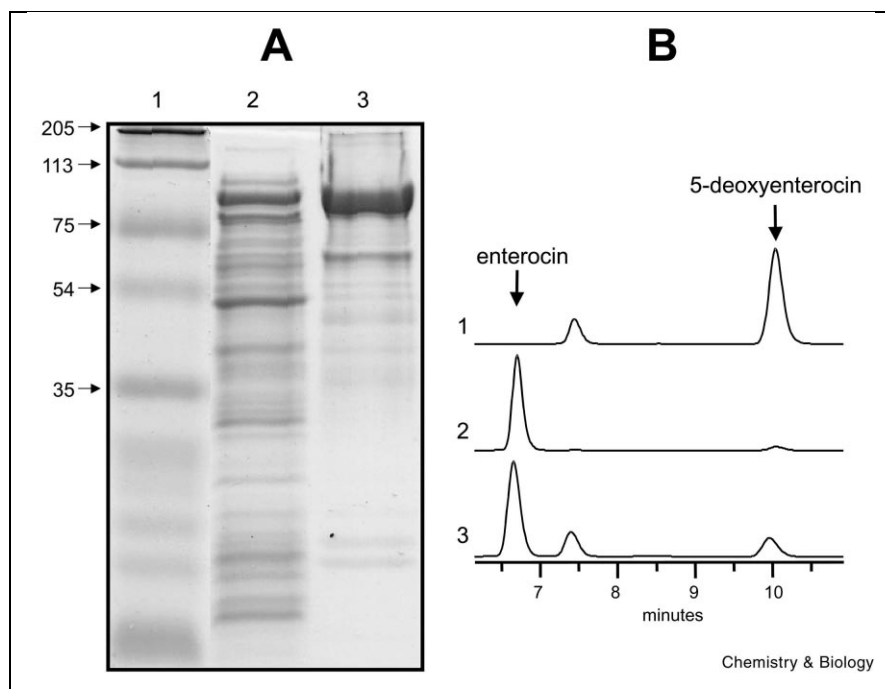 A
B
1
2
3
205
113
75
54
35
5-deoxyenterocin
enterocin
1
2
3
7
8
9
10
minutes
Chemistry & Biology